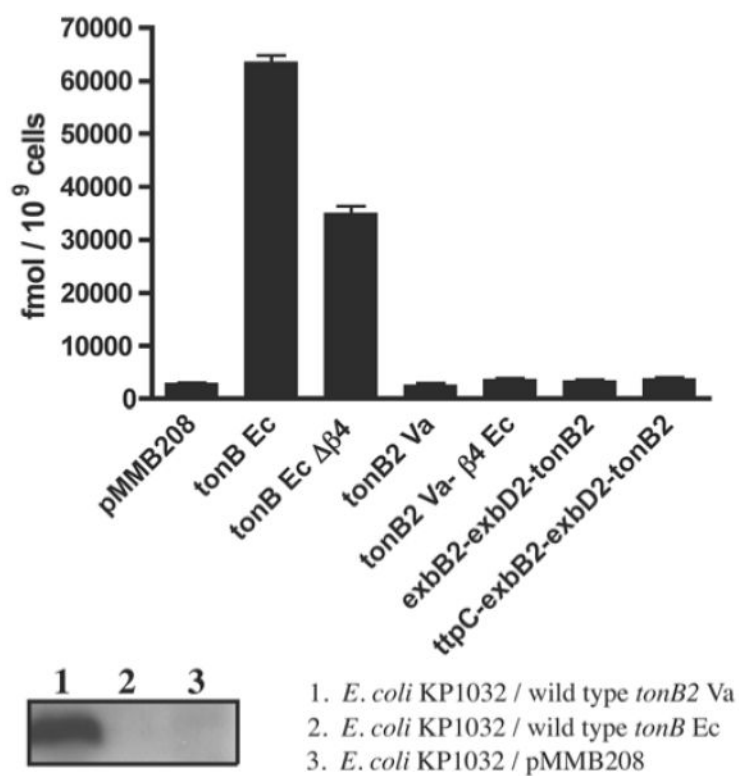 70000
60000
50000
40000
30000
20000
10000
0
fmol / 10⁹ cells
pMMB208
tonB Ec
tonB Ec Δβ4
tonB2 Va
tonB2 Va- β4 Ec
exbB2-exbD2-tonB2
ttpC-exbB2-exbD2-tonB2
1 2 3
1. E. coli KP1032 / wild type tonB2 Va
2. E. coli KP1032 / wild type tonB Ec
3. E. coli KP1032 / pMMB208